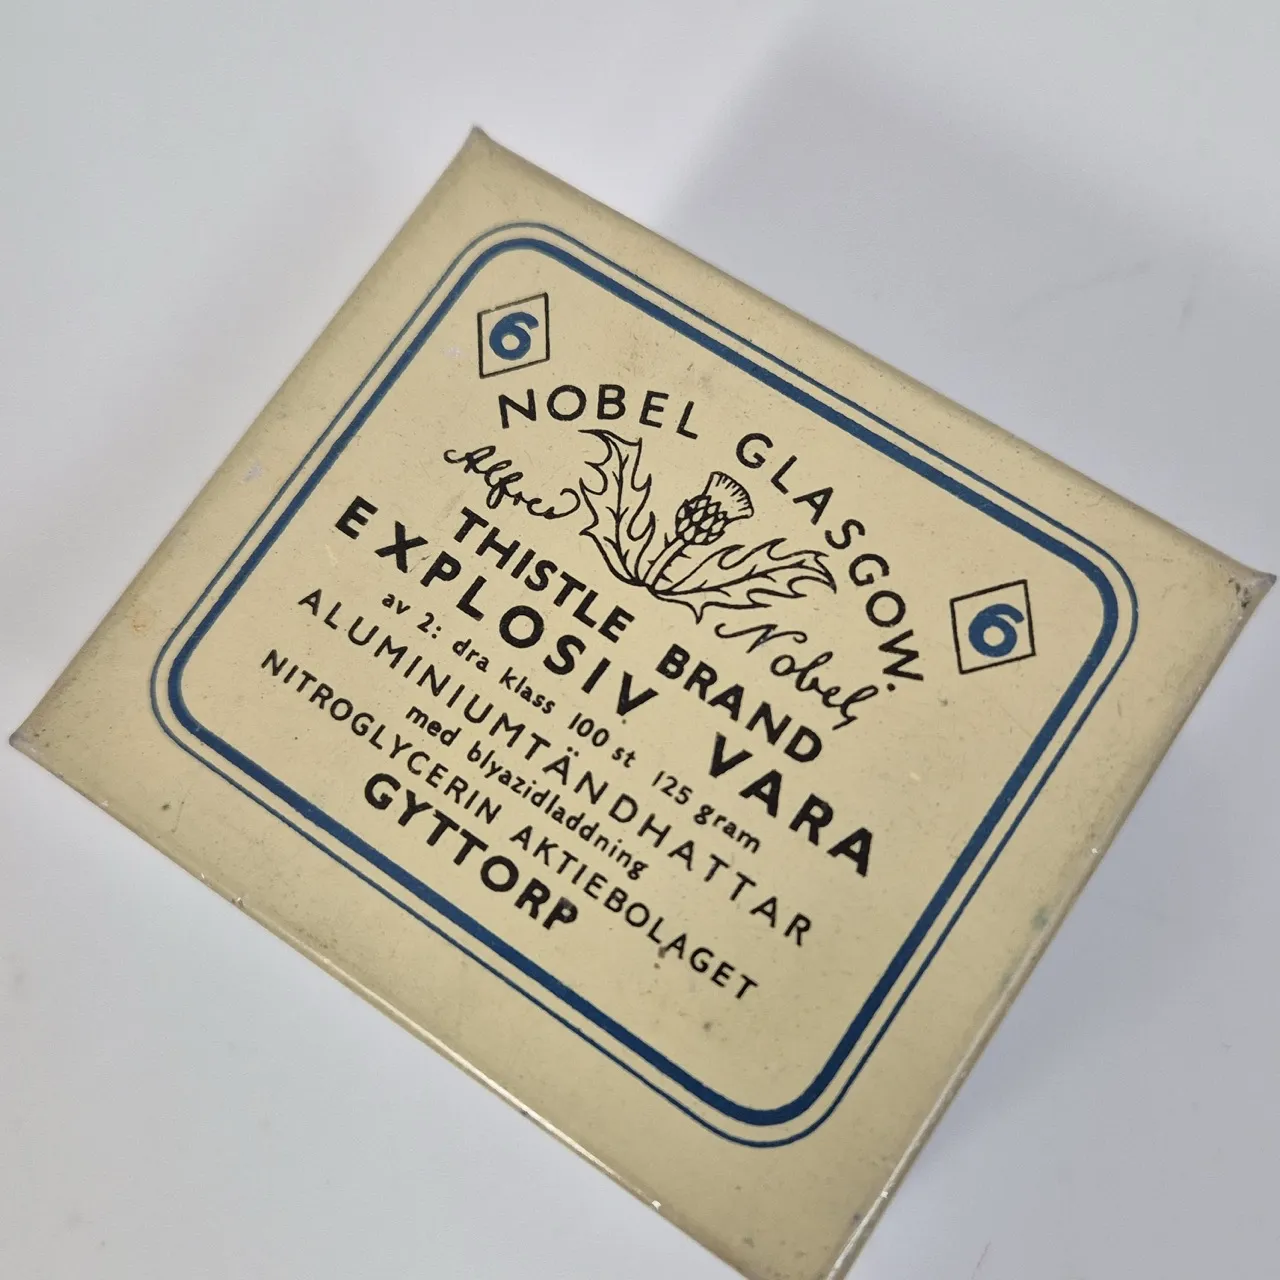 6
NOBEL GLASGOW
6
Alfred Nobel
THISTLE BRAND
EXPLOSIV VARA
av 2: dra klass 100 st 125 gram
ALUMINIUMTÄNDHATTAR
med blyazidladdning
NITROGLYCERIN AKTIEBOLAGET
GYTTORP